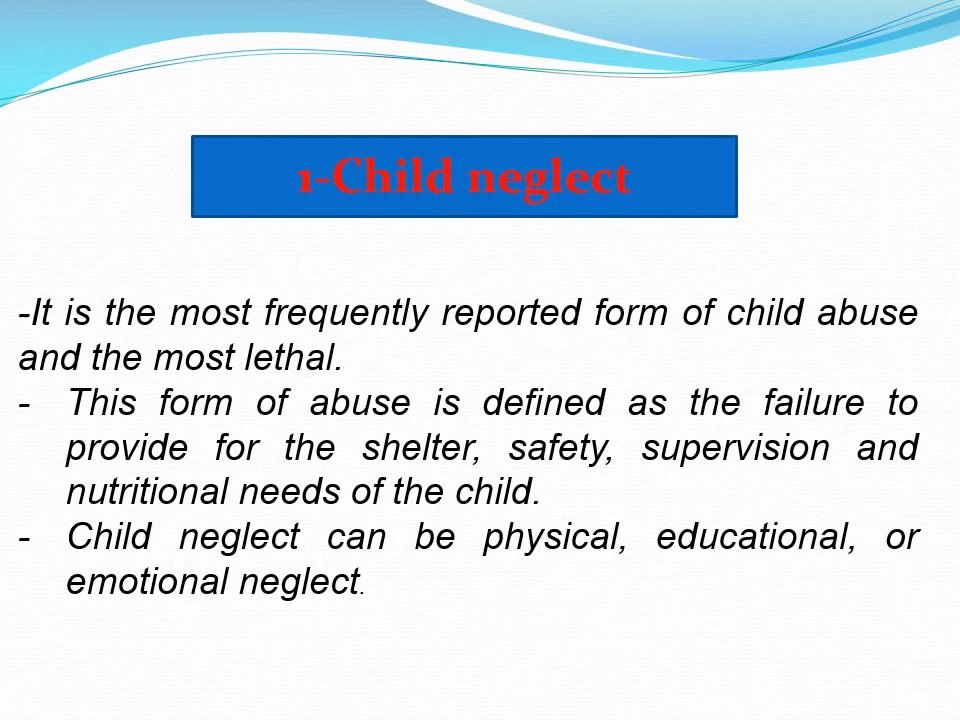 1-Child neglect
-It is the most frequently reported form of child abuse
and the most lethal.
- This form of abuse is defined as the failure to
provide for the shelter, safety, supervision and
nutritional needs of the child.
- Child neglect can be physical, educational, or
emotional neglect.